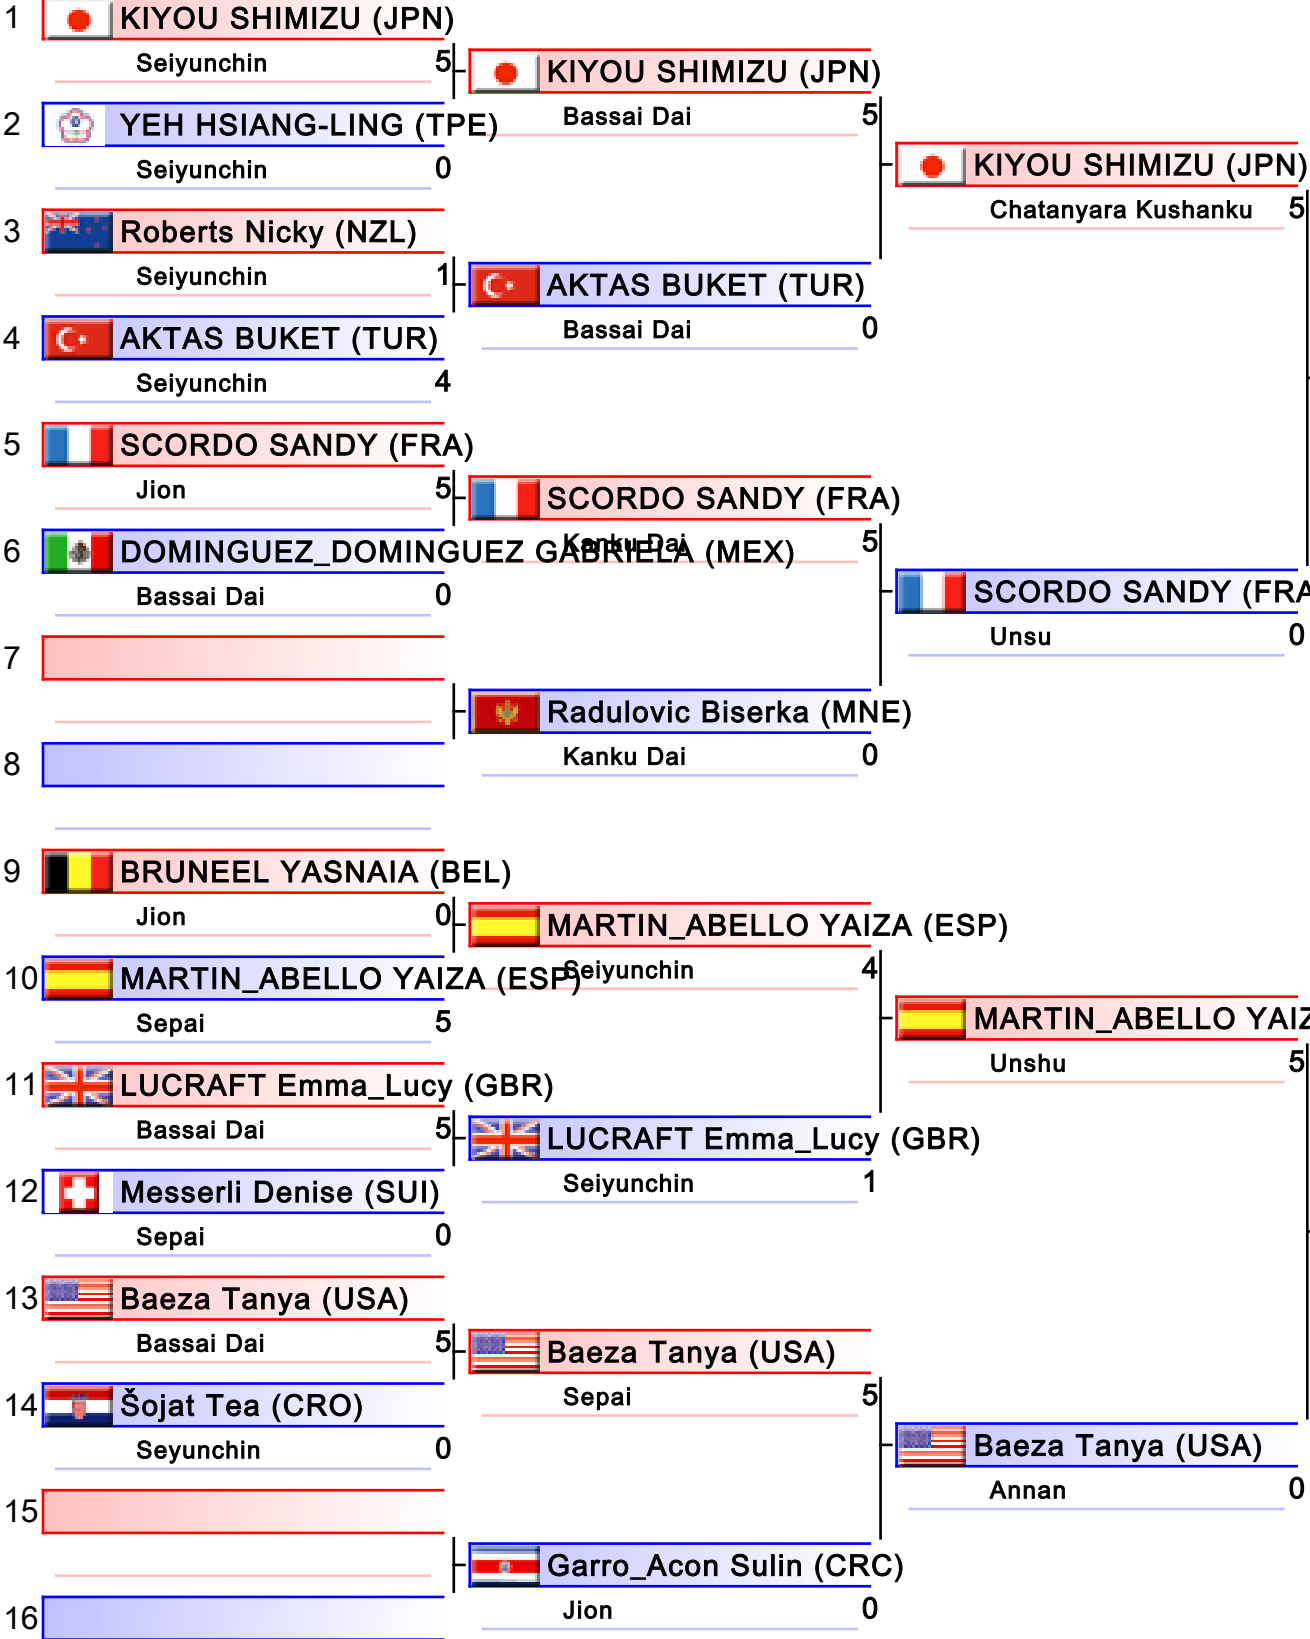 1 KIYOU SHIMIZU (JPN)
Seiyunchin 5
KIYOU SHIMIZU (JPN)
Bassai Dai 5
2 YEH HSIANG-LING (TPE)
Seiyunchin 0
KIYOU SHIMIZU (JPN)
Chatanyara Kushanku 5
3 Roberts Nicky (NZL)
Seiyunchin 1
AKTAS BUKET (TUR)
Bassai Dai 0
4 AKTAS BUKET (TUR)
Seiyunchin 4
5 SCORDO SANDY (FRA)
Jion 5
SCORDO SANDY (FRA)
Kanku Dai 5
6 DOMINGUEZ_DOMINGUEZ GABRIELA (MEX)
Bassai Dai 0
SCORDO SANDY (FRA
Unsu 0
7
Radulovic Biserka (MNE)
Kanku Dai 0
8
9 BRUNEEL YASNAIA (BEL)
Jion 0
MARTIN_ABELLO YAIZA (ESP)
Seiyunchin 4
10 MARTIN_ABELLO YAIZA (ESP)
Sepai 5
MARTIN_ABELLO YAIZ
Unshu 5
11 LUCRAFT Emma_Lucy (GBR)
Bassai Dai 5
LUCRAFT Emma_Lucy (GBR)
Seiyunchin 1
12 Messerli Denise (SUI)
Sepai 0
13 Baeza Tanya (USA)
Bassai Dai 5
Baeza Tanya (USA)
Sepai 5
14 Šojat Tea (CRO)
Seyunchin 0
Baeza Tanya (USA)
Annan 0
15
Garro_Acon Sulin (CRC)
Jion 0
16